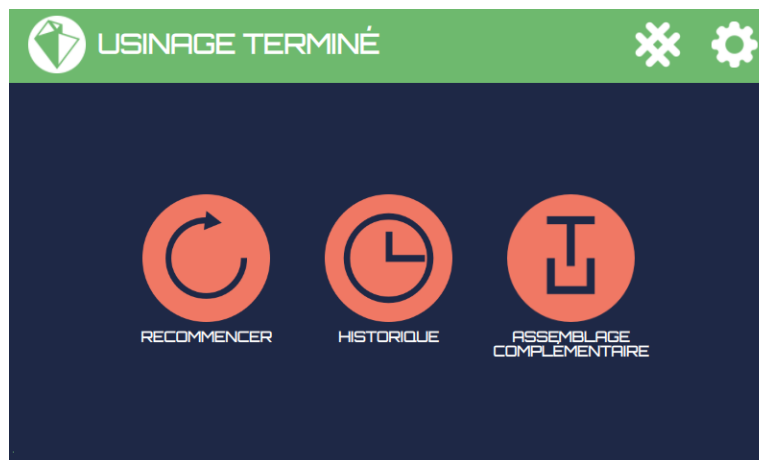 USINAGE TERMINÉ
RECOMMENCER
HISTORIQUE
ASSEMBLAGE
COMPLÉMENTAIRE